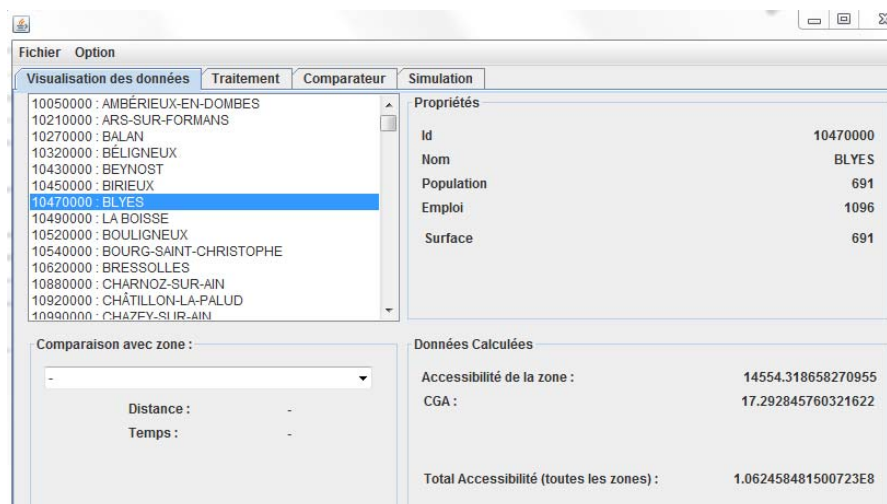 Fichier Option
Visualisation des données Traitement Comparateur Simulation
10050000 : AMBÉRIEUX-EN-DOMBES
10210000 : ARS-SUR-FORMANS
10270000 : BALAN
10320000 : BÉLIGNEUX
10430000 : BEYNOST
10450000 : BIRIEUX
10470000 : BLYES
10490000 : LA BOISSE
10520000 : BOULIGNEUX
10540000 : BOURG-SAINT-CHRISTOPHE
10620000 : BRESSOLLES
10880000 : CHARNOZ-SUR-AIN
10920000 : CHÂTILLON-LA-PALUD
10990000 : CHAZEY-SUR-AIN
Propriétés
Id 10470000
Nom BLYES
Population 691
Emploi 1096
Surface 691
Comparaison avec zone :
-
Distance : -
Temps : -
Données Calculées
Accessibilité de la zone : 14554.318658270955
CGA : 17.292845760321622
Total Accessibilité (toutes les zones) : 1.062458481500723E8